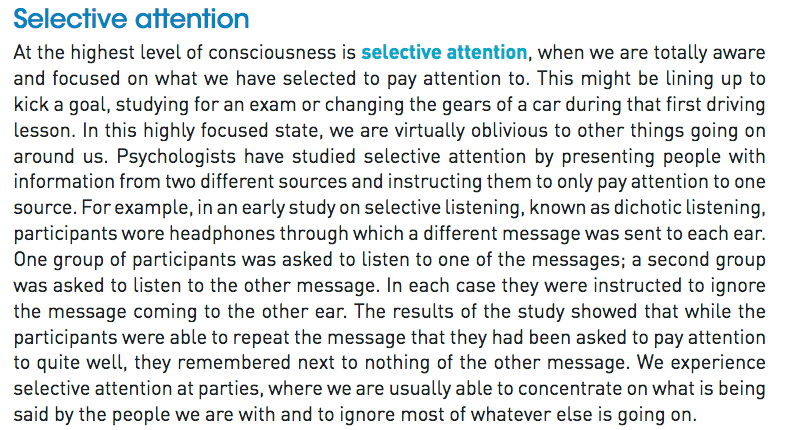 Selective attention
At the highest level of consciousness is selective attention, when we are totally aware
and focused on what we have selected to pay attention to. This might be lining up to
kick a goal, studying for an exam or changing the gears of a car during that first driving
lesson. In this highly focused state, we are virtually oblivious to other things going on
around us. Psychologists have studied selective attention by presenting people with
information from two different sources and instructing them to only pay attention to one
source. For example, in an early study on selective listening, known as dichotic listening,
participants wore headphones through which a different message was sent to each ear.
One group of participants was asked to listen to one of the messages; a second group
was asked to listen to the other message. In each case they were instructed to ignore
the message coming to the other ear. The results of the study showed that while the
participants were able to repeat the message that they had been asked to pay attention
to quite well, they remembered next to nothing of the other message. We experience
selective attention at parties, where we are usually able to concentrate on what is being
said by the people we are with and to ignore most of whatever else is going on.